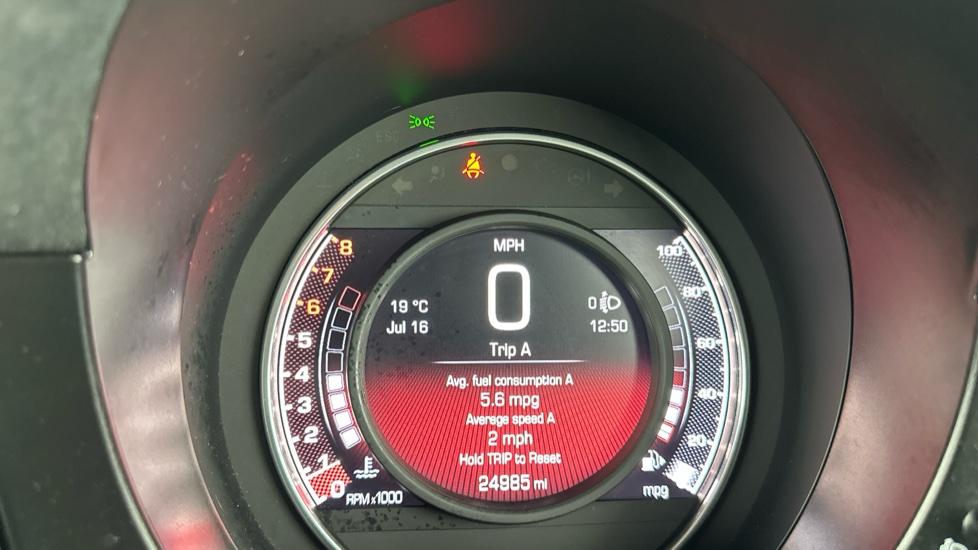 ESC
MPH
0
19 °C
0
Jul 16
12:50
Trip A
Avg. fuel consumption A
5.6 mpg
Average speed A
2 mph
Hold TRIP to Reset
24985 mi
8
7
6
5
4
3
2
1
0
RPM x1000
100
80
60
40
20
mpg